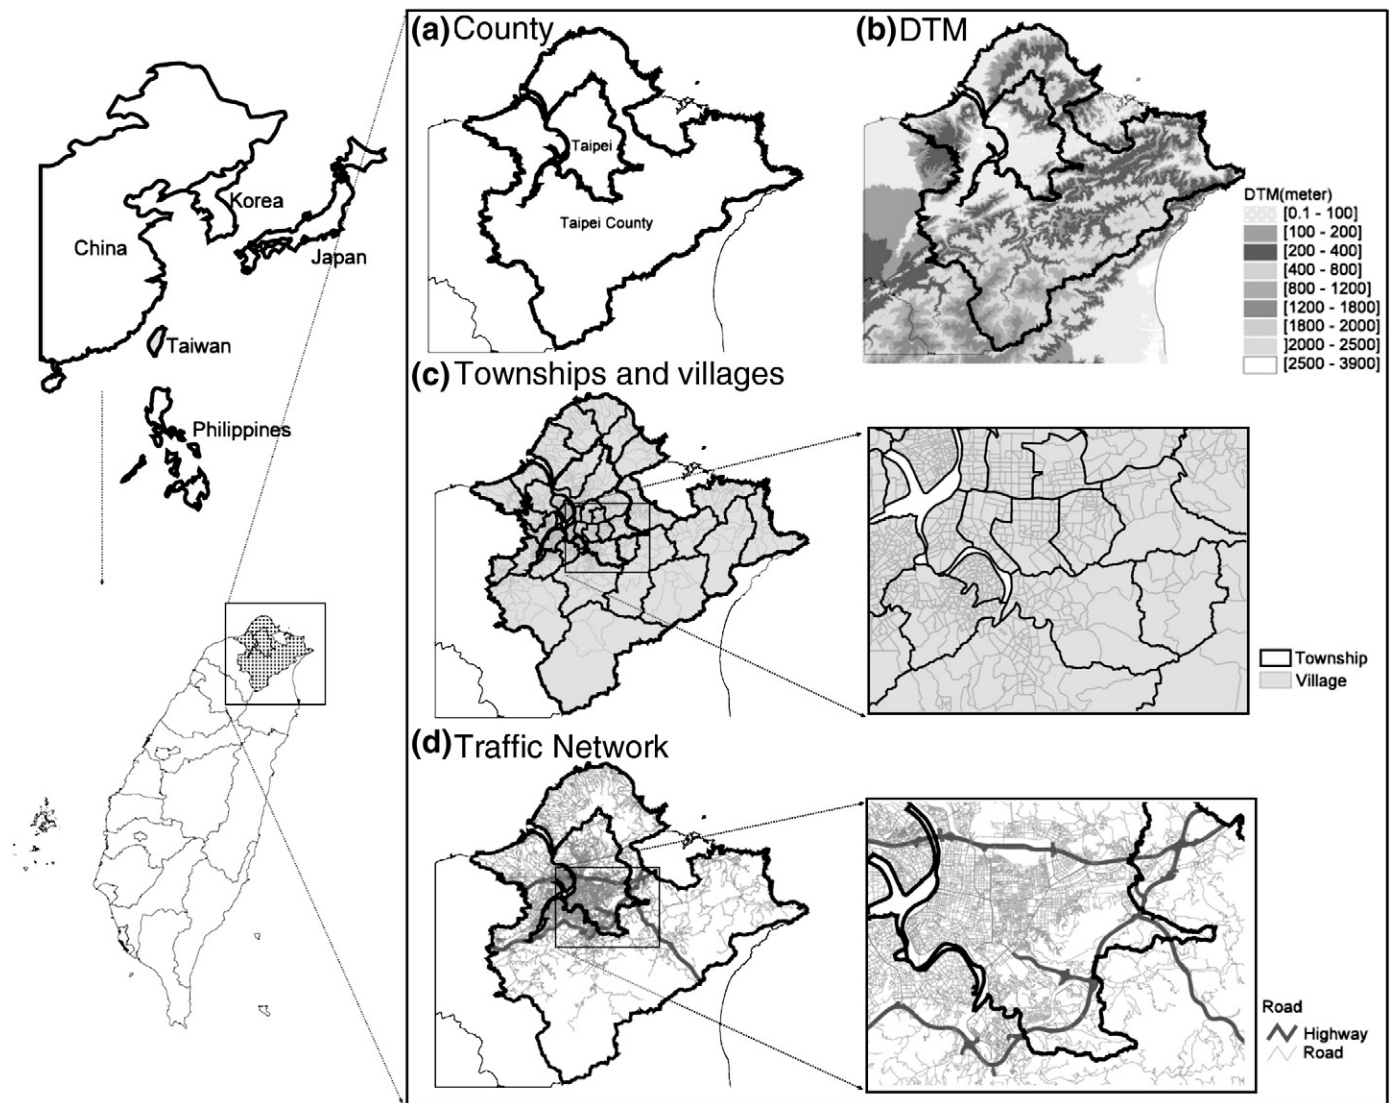 (a) County
(b) DTM
Taipei
Taipei County
Korea
China
Japan
Taiwan
Philippines
DTM(meter)
[0.1 - 100]
[100 - 200]
[200 - 400]
[400 - 800]
[800 - 1200]
[1200 - 1800]
[1800 - 2000]
]2000 - 2500]
[2500 - 3900]
(c) Townships and villages
Township
Village
(d) Traffic Network
Road
Highway
Road